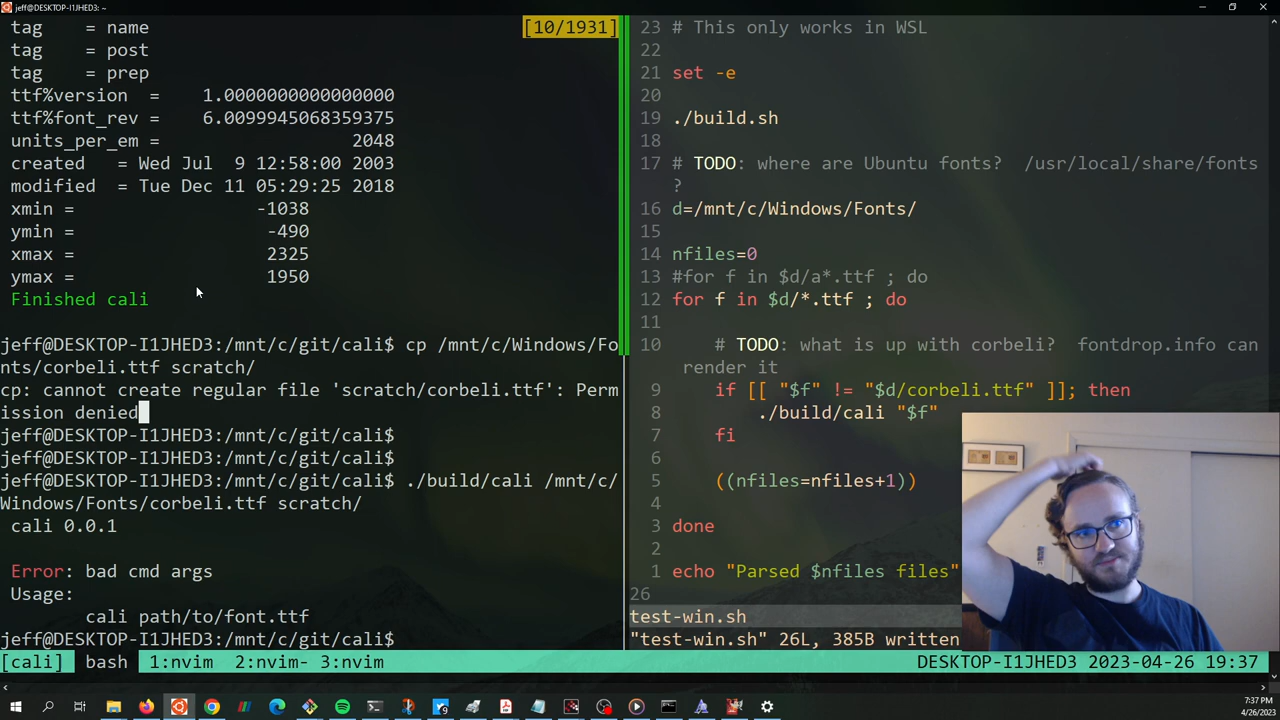 jeff@DESKTOP-I1JHED3: ~
tag    = name
tag    = post
tag    = prep
ttf%version  =    1.0000000000000000
ttf%font_rev =    6.0099945068359375
units_per_em =                  2048
created   = Wed Jul  9 12:58:00 2003
modified  = Tue Dec 11 05:29:25 2018
xmin =                 -1038
ymin =                  -490
xmax =                  2325
ymax =                  1950
Finished cali
jeff@DESKTOP-I1JHED3:/mnt/c/git/cali$ cp /mnt/c/Windows/Fo
nts/corbeli.ttf scratch/
cp: cannot create regular file 'scratch/corbeli.ttf': Perm
ission denied
jeff@DESKTOP-I1JHED3:/mnt/c/git/cali$
jeff@DESKTOP-I1JHED3:/mnt/c/git/cali$
jeff@DESKTOP-I1JHED3:/mnt/c/git/cali$ ./build/cali /mnt/c/
Windows/Fonts/corbeli.ttf scratch/
cali 0.0.1
Error: bad cmd args
Usage:
cali path/to/font.ttf
jeff@DESKTOP-I1JHED3:/mnt/c/git/cali$
[10/1931]
23 # This only works in WSL
22
21 set -e
20
19 ./build.sh
18
17 # TODO: where are Ubuntu fonts?  /usr/local/share/fonts
?
16 d=/mnt/c/Windows/Fonts/
15
14 nfiles=0
13 #for f in $d/a*.ttf ; do
12 for f in $d/*.ttf ; do
11
10     # TODO: what is up with corbeli?  fontdrop.info can
render it
9     if [[ "$f" != "$d/corbeli.ttf" ]]; then
8         ./build/cali "$f"
7     fi
6
5     ((nfiles=nfiles+1))
4
3 done
2
1 echo "Parsed $nfiles files"
26
test-win.sh
"test-win.sh" 26L, 385B written
[cali] bash  1:nvim  2:nvim- 3:nvim
DESKTOP-I1JHED3 2023-04-26 19:37
7:37 PM
4/26/2023